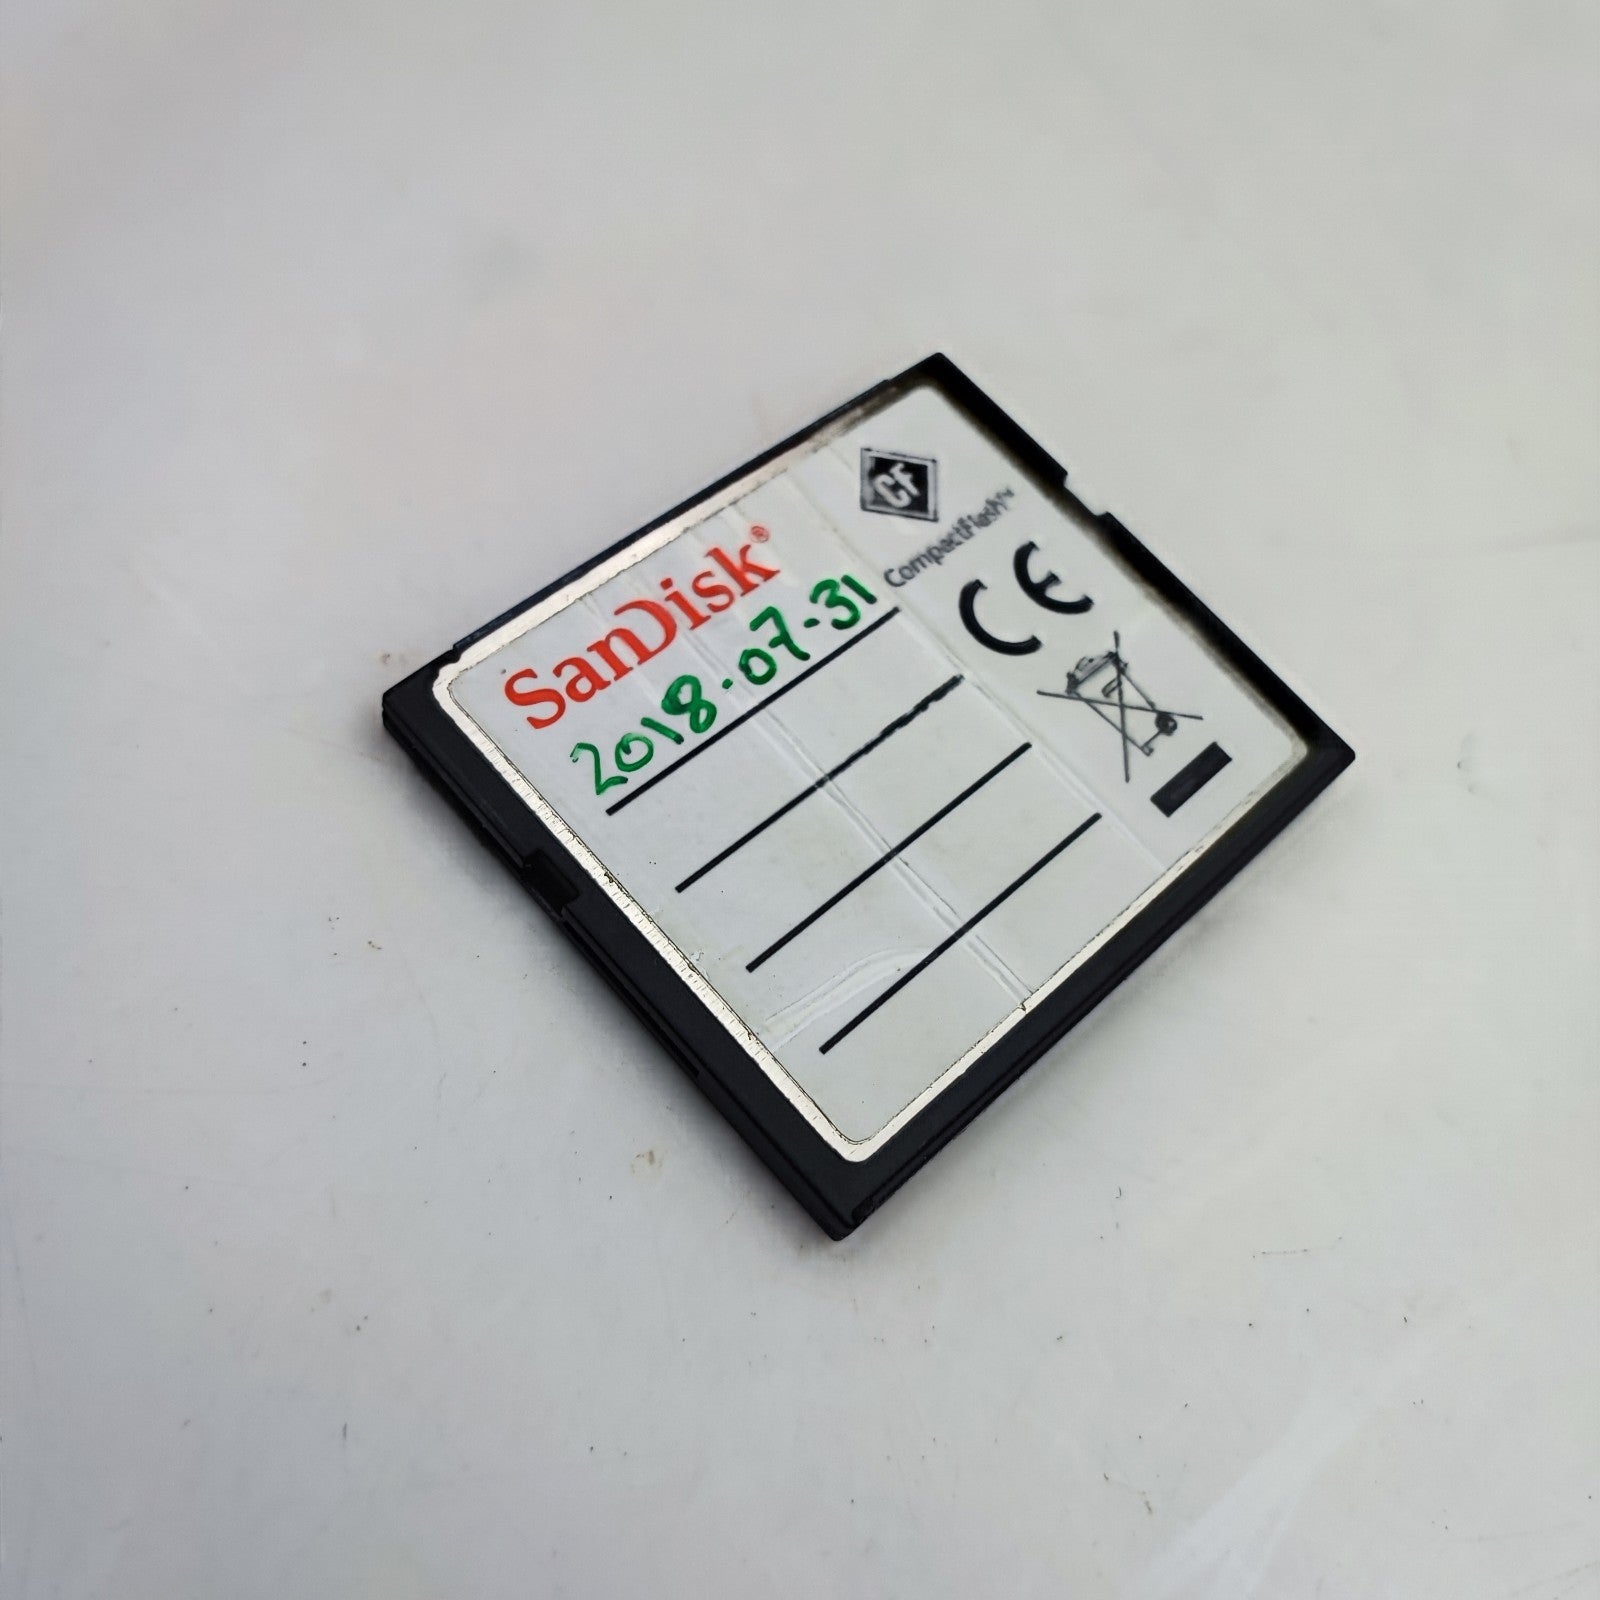 SanDisk®
2018-07-31
CF
CompactFlash™
CE